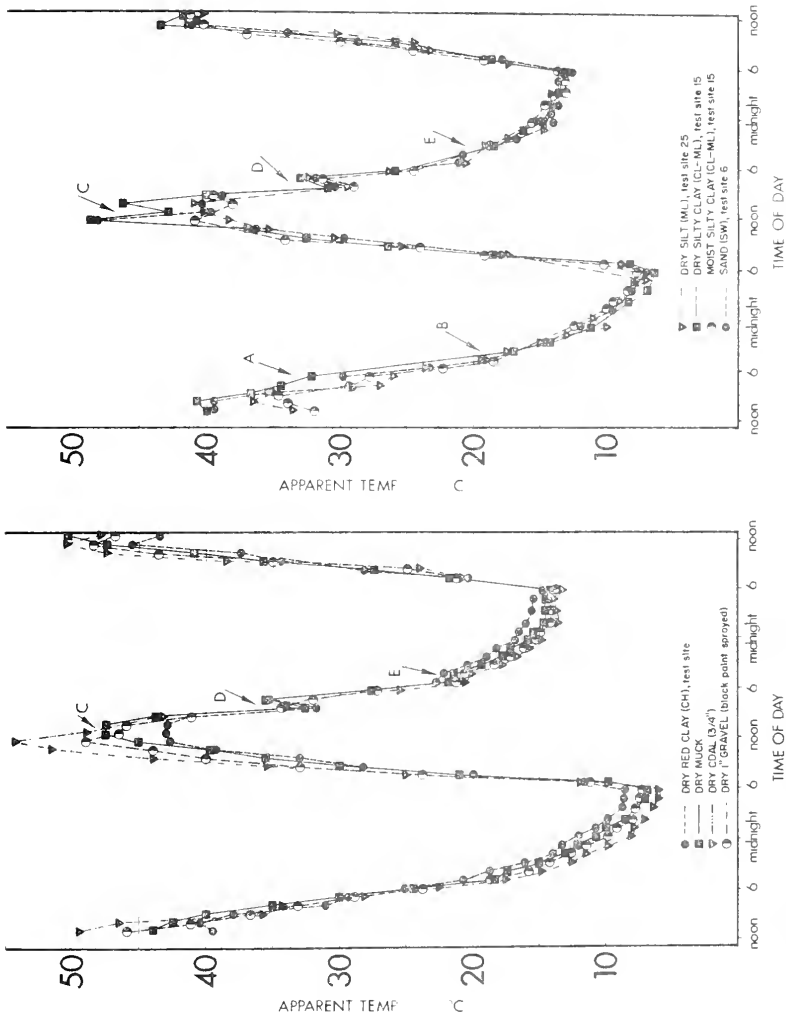 50
40
30
20
10
APPARENT TEMP C
A
B
C
D
E
DRY SILT (ML), test site 25
DRY SILTY CLAY (CL-ML), test site 15
MOIST SILTY CLAY (CL-ML), test site 15
SAND (SW), test site 6
noon
6
midnight
6
noon
6
midnight
6
noon
TIME OF DAY
50
40
30
20
10
APPARENT TEMP °C
C
D
E
DRY RED CLAY (CH), test site
DRY MUCK
DRY COAL (3/4")
DRY 1" GRAVEL (black paint sprayed)
noon
6
midnight
6
noon
6
midnight
6
noon
TIME OF DAY